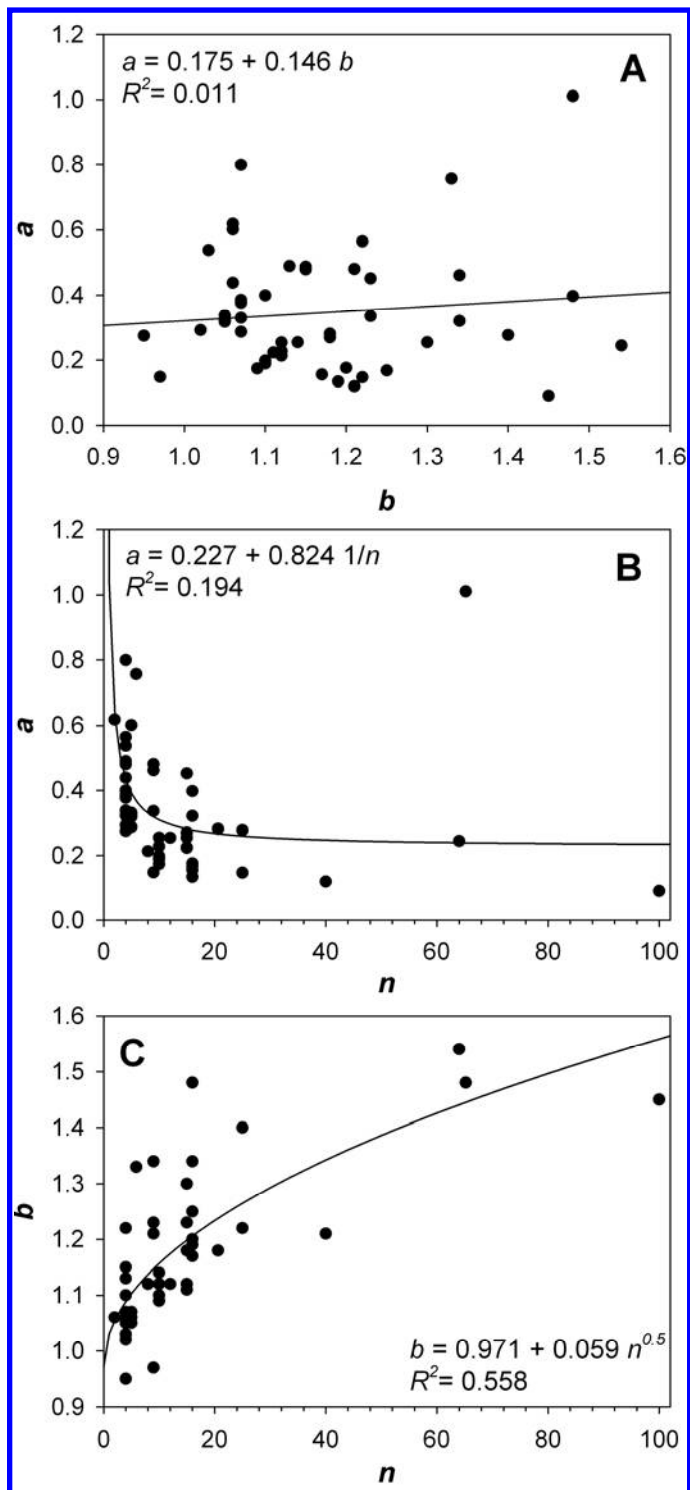 1.2
a = 0.175 + 0.146 b
R²= 0.011
A
1.0
0.8
a
0.6
0.4
0.2
0.0
0.9 1.0 1.1 1.2 1.3 1.4 1.5 1.6
b
1.2
a = 0.227 + 0.824 1/n
R²= 0.194
B
1.0
0.8
a
0.6
0.4
0.2
0.0
0 20 40 60 80 100
n
1.6
C
1.5
1.4
1.3
b
1.2
1.1
1.0
0.9
b = 0.971 + 0.059 n^0.5
R²= 0.558
0 20 40 60 80 100
n